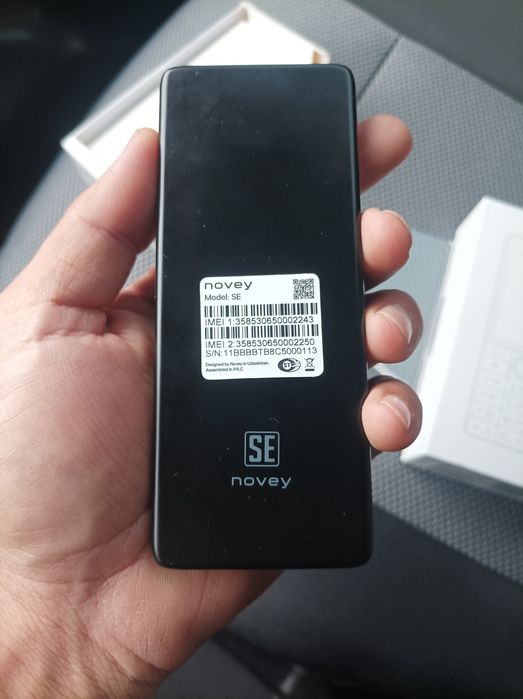 novey
Model: SE
IMEI 1:358530650002243
IMEI 2:358530650002250
S/N:11BBBBTB8C5000113
Designed by Novey in Uzbekistan.
Assembled in P.R.C
SE
novey